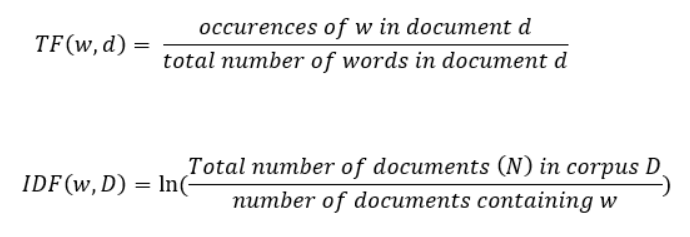 TF(w,d) = occurences of w in document d / total number of words in document d
IDF(w,D) = ln(Total number of documents (N) in corpus D / number of documents containing w)